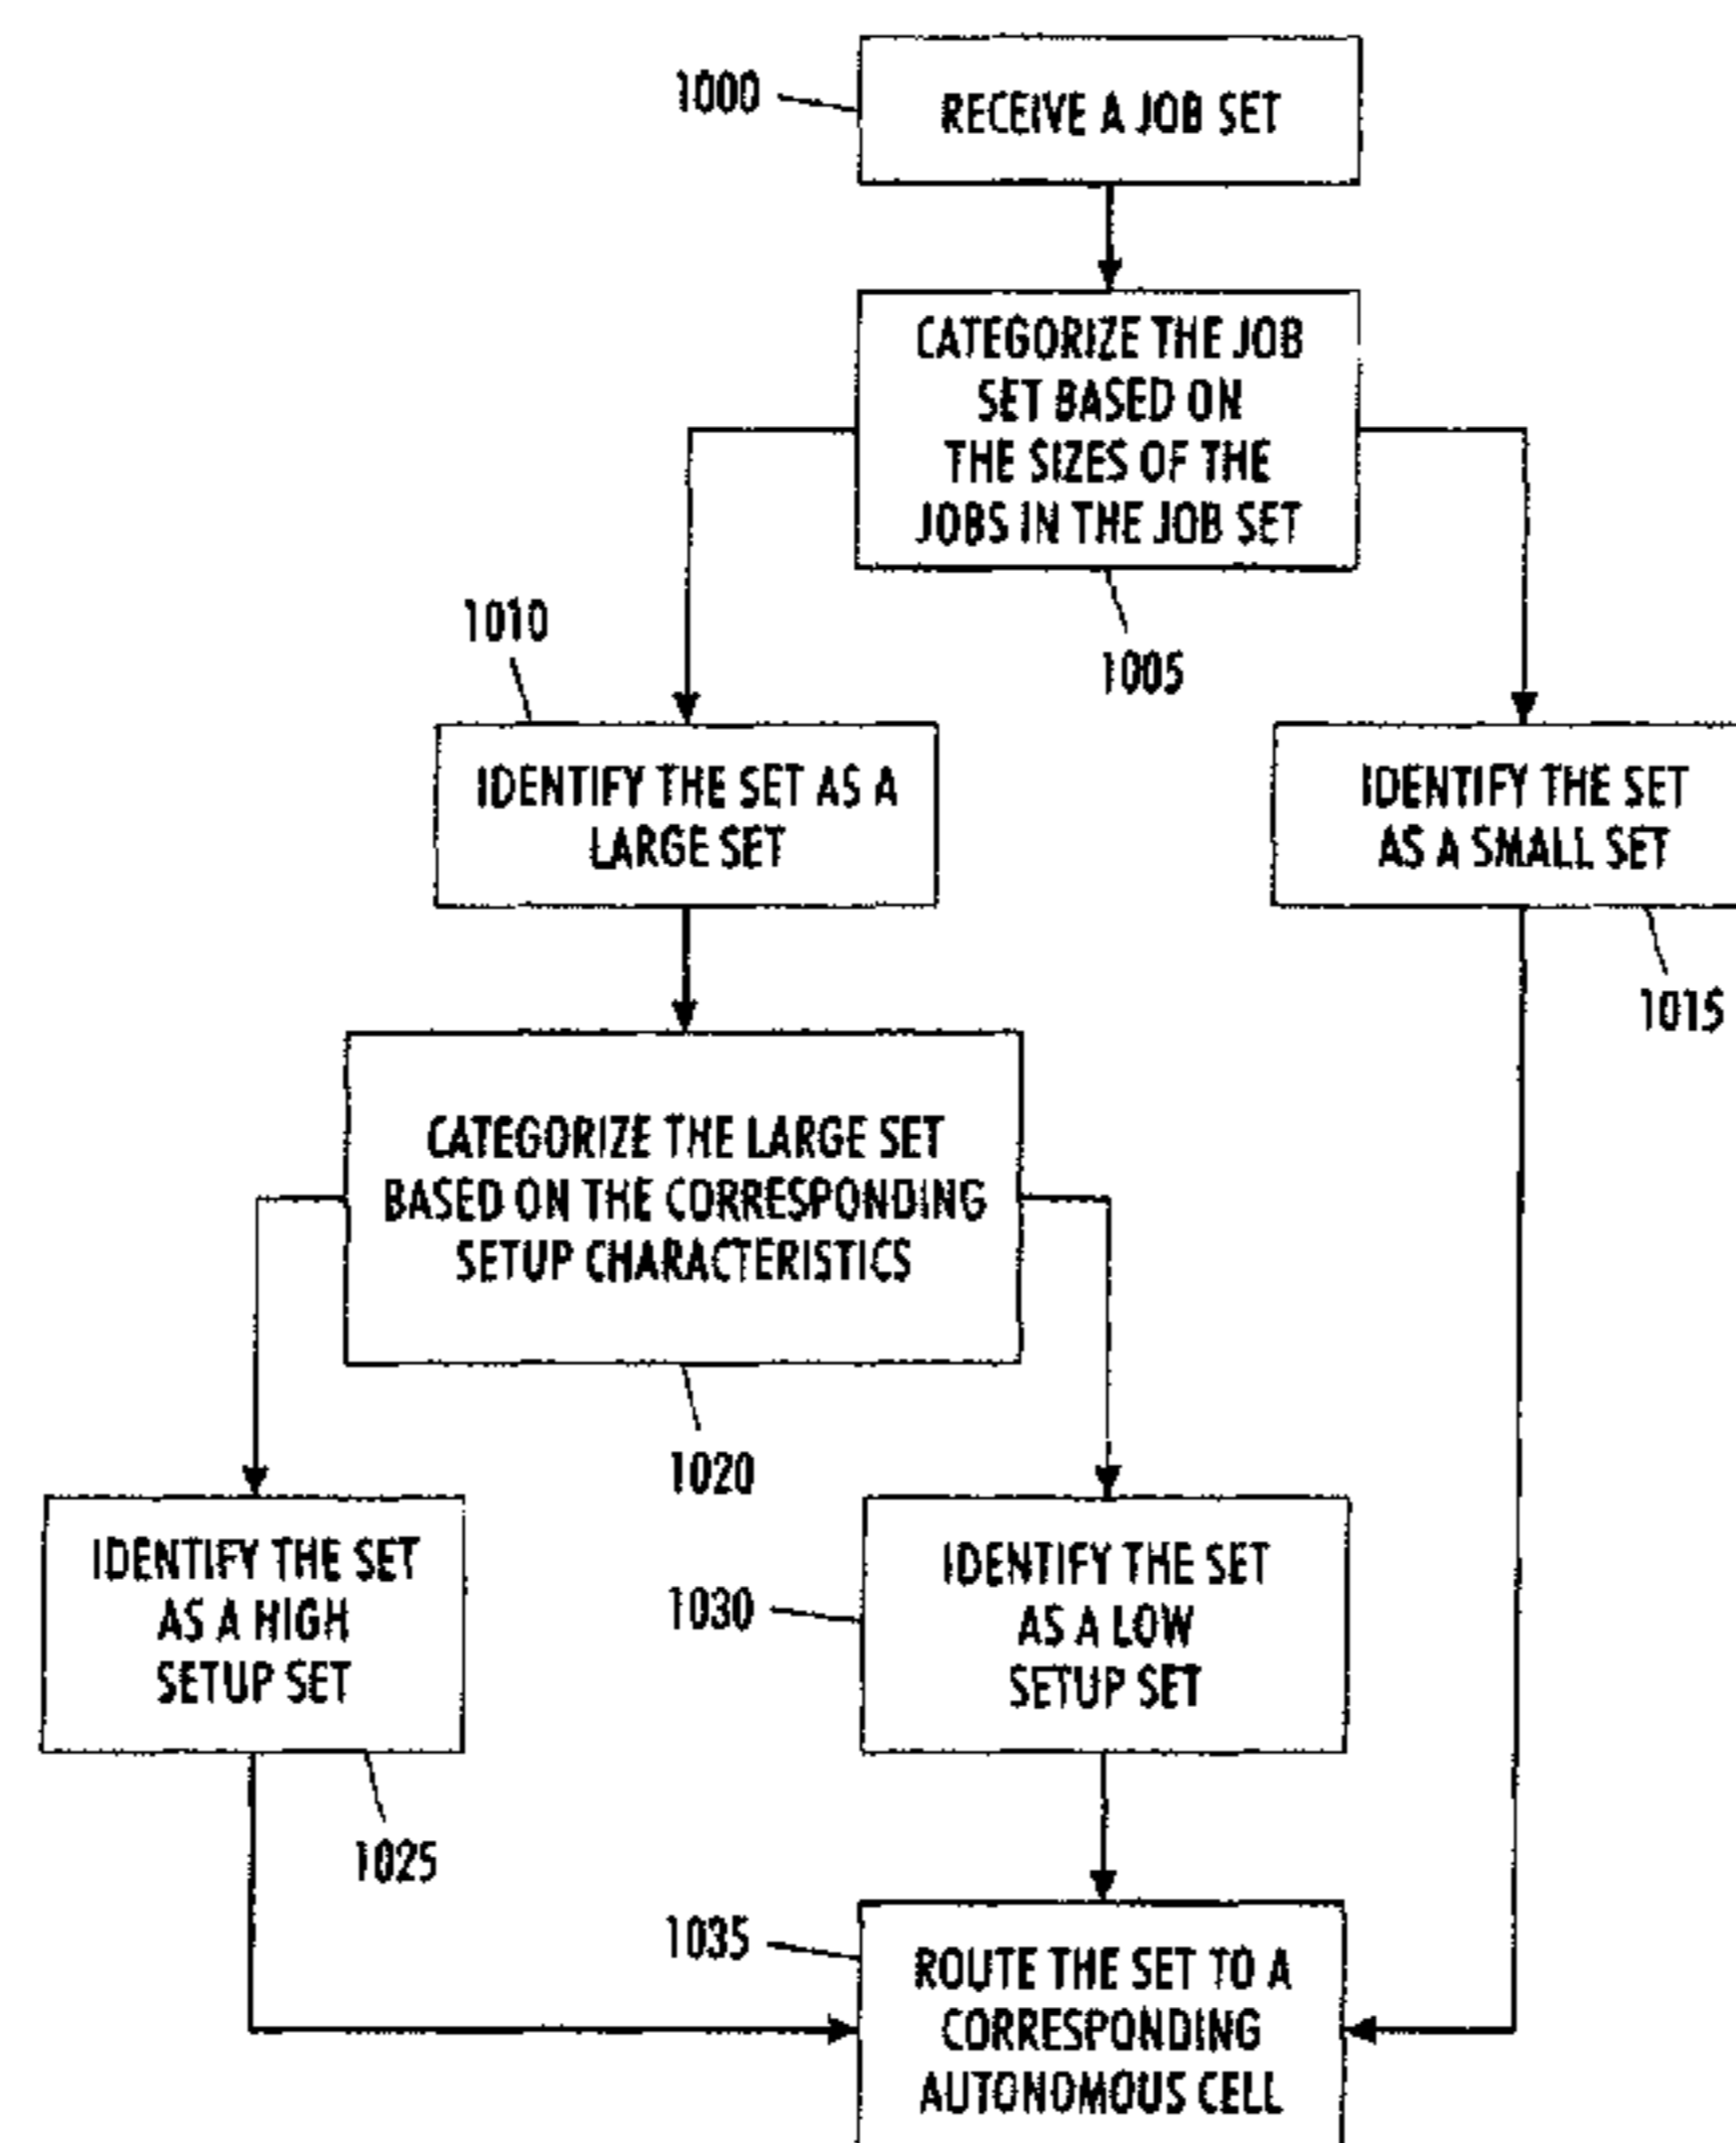 1000
RECEIVE A JOB SET
CATEGORIZE THE JOB
SET BASED ON
THE SIZES OF THE
JOBS IN THE JOB SET
1005
1010
IDENTIFY THE SET AS A
LARGE SET
IDENTIFY THE SET
AS A SMALL SET
1015
CATEGORIZE THE LARGE SET
BASED ON THE CORRESPONDING
SETUP CHARACTERISTICS
1020
IDENTIFY THE SET
AS A HIGH
SETUP SET
1025
1030
IDENTIFY THE SET
AS A LOW
SETUP SET
1035
ROUTE THE SET TO A
CORRESPONDING
AUTONOMOUS CELL